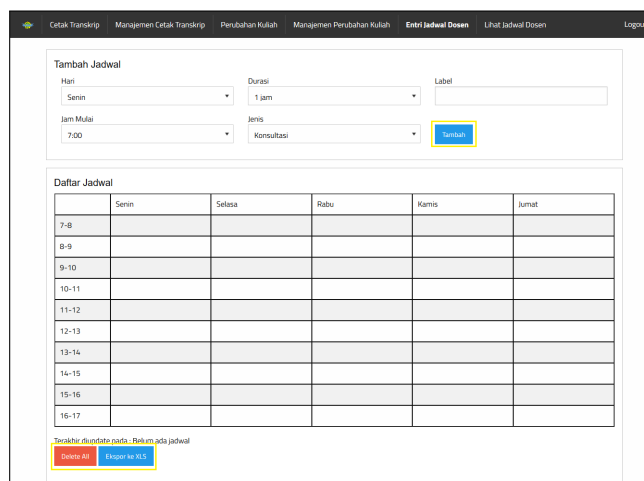 Cetak Transkrip Manajemen Cetak Transkrip Perubahan Kuliah Manajemen Perubahan Kuliah Entri Jadwal Dosen Lihat Jadwal Dosen Logout
Tambah Jadwal
Hari Durasi Label
Senin 1 jam
Jam Mulai Jenis
7:00 Konsultasi Tambah
Daftar Jadwal
Senin Selasa Rabu Kamis Jumat
7-8
8-9
9-10
10-11
11-12
12-13
13-14
14-15
15-16
16-17
Terakhir diupdate pada : Belum ada jadwal
Delete All Ekspor ke XLS